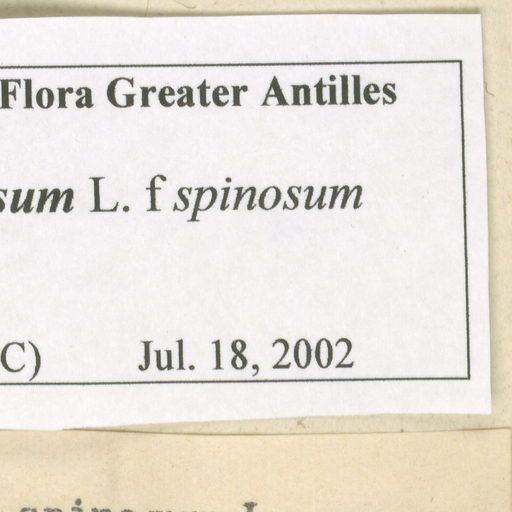 Flora Greater Antilles
sum L. f spinosum
C) Jul. 18, 2002